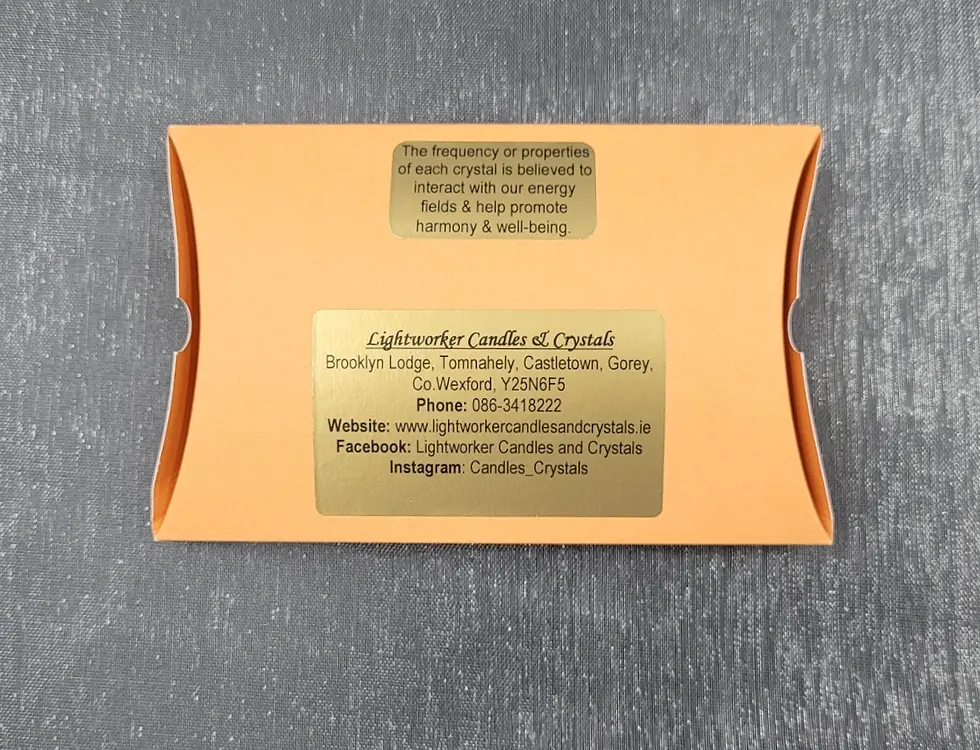 The frequency or properties
of each crystal is believed to
interact with our energy
fields & help promote
harmony & well-being.
Lightworker Candles & Crystals
Brooklyn Lodge, Tomnahely, Castletown, Gorey,
Co.Wexford, Y25N6F5
Phone: 086-3418222
Website: www.lightworkercandlesandcrystals.ie
Facebook: Lightworker Candles and Crystals
Instagram: Candles_Crystals